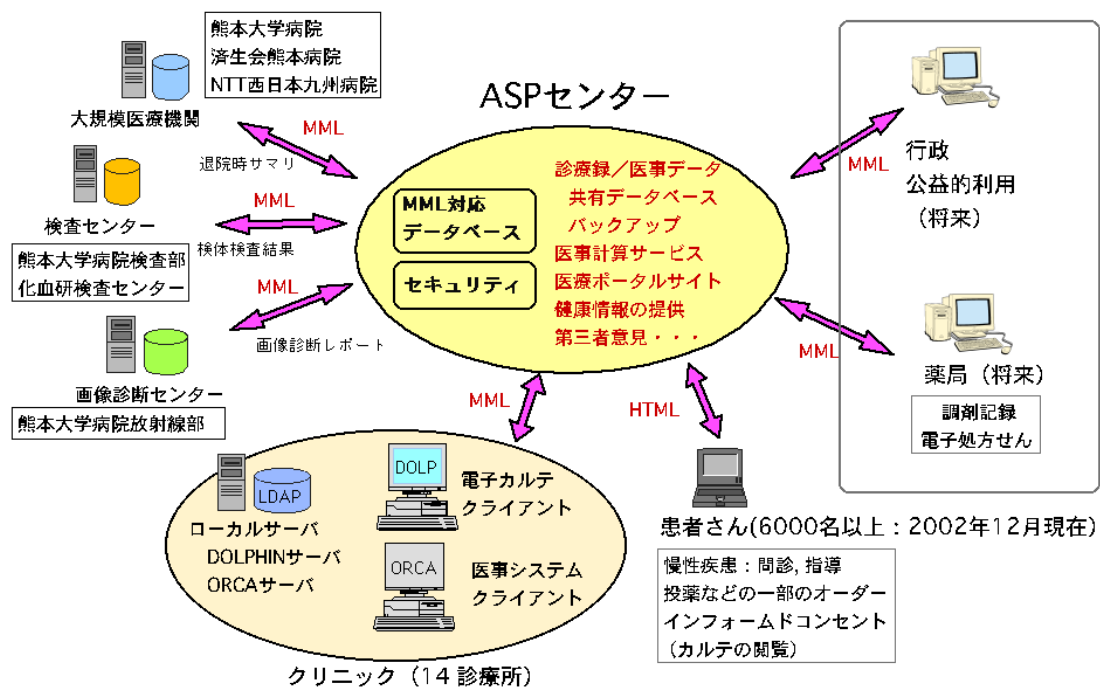 熊本大学病院
済生会熊本病院
NTT西日本九州病院
大規模医療機関
ASPセンター
MML
退院時サマリ
検査センター
MML
検体検査結果
熊本大学病院検査部
化血研検査センター
MML
画像診断レポート
画像診断センター
熊本大学病院放射線部
MML対応
データベース
セキュリティ
診療録／医事データ
共有データベース
バックアップ
医事計算サービス
医療ポータルサイト
健康情報の提供
第三者意見・・・
MML
行政
公益的利用
（将来）
MML
薬局（将来）
調剤記録
電子処方せん
MML
HTML
LDAP
ローカルサーバ
DOLPHINサーバ
ORCAサーバ
DOLP
電子カルテ
クライアント
ORCA
医事システム
クライアント
クリニック（14 診療所）
患者さん(6000名以上：2002年12月現在)
慢性疾患：問診, 指導
投薬などの一部のオーダー
インフォームドコンセント
（カルテの閲覧）